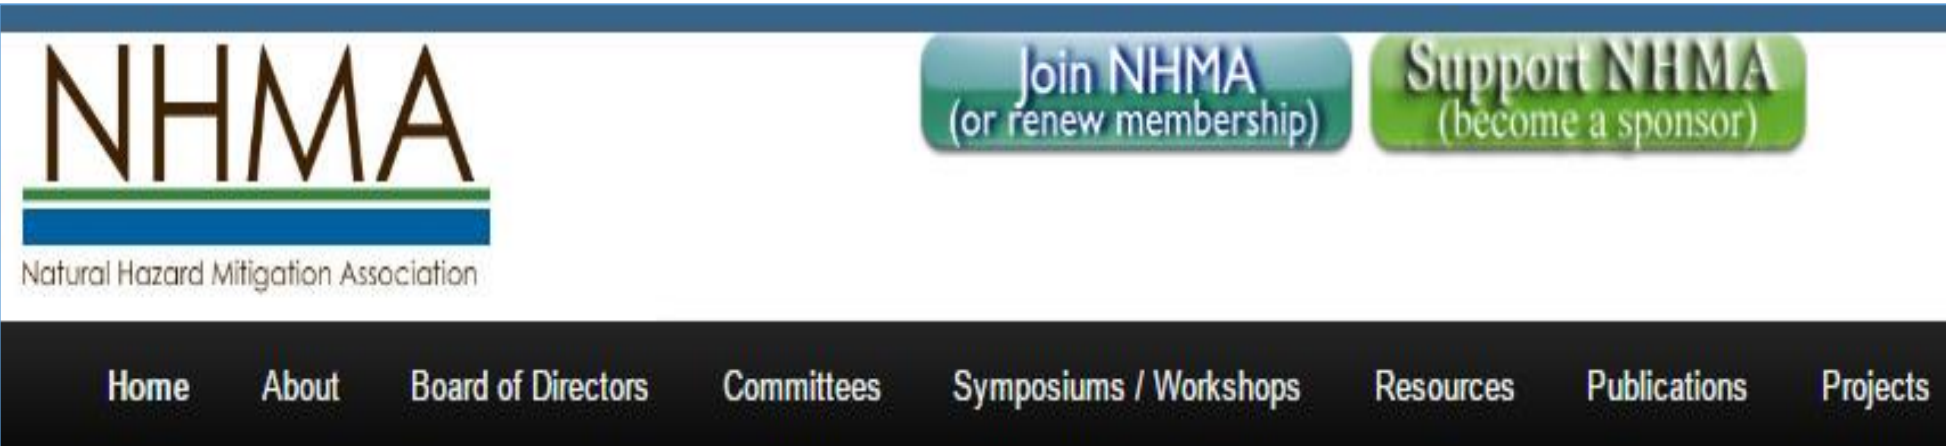 NHMA
Natural Hazard Mitigation Association
Join NHMA
(or renew membership)
Support NHMA
(become a sponsor)
Home About Board of Directors Committees Symposiums / Workshops Resources Publications Projects